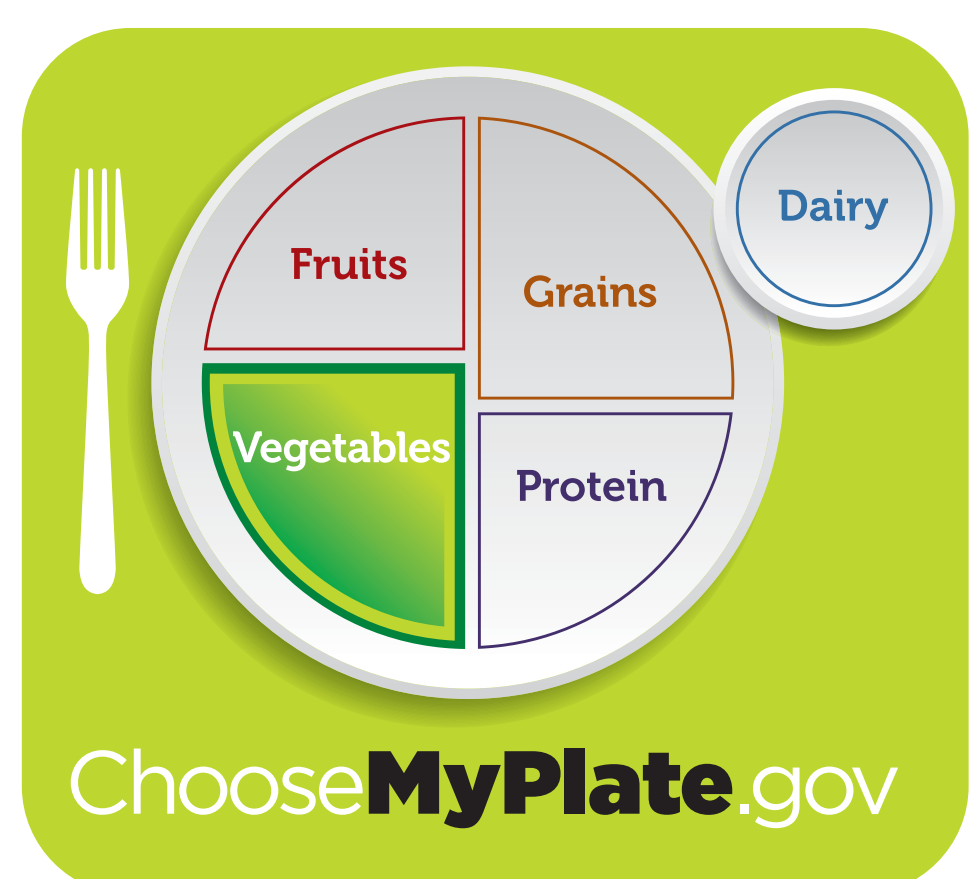 Dairy
Fruits
Grains
Vegetables
Protein
ChooseMyPlate.gov